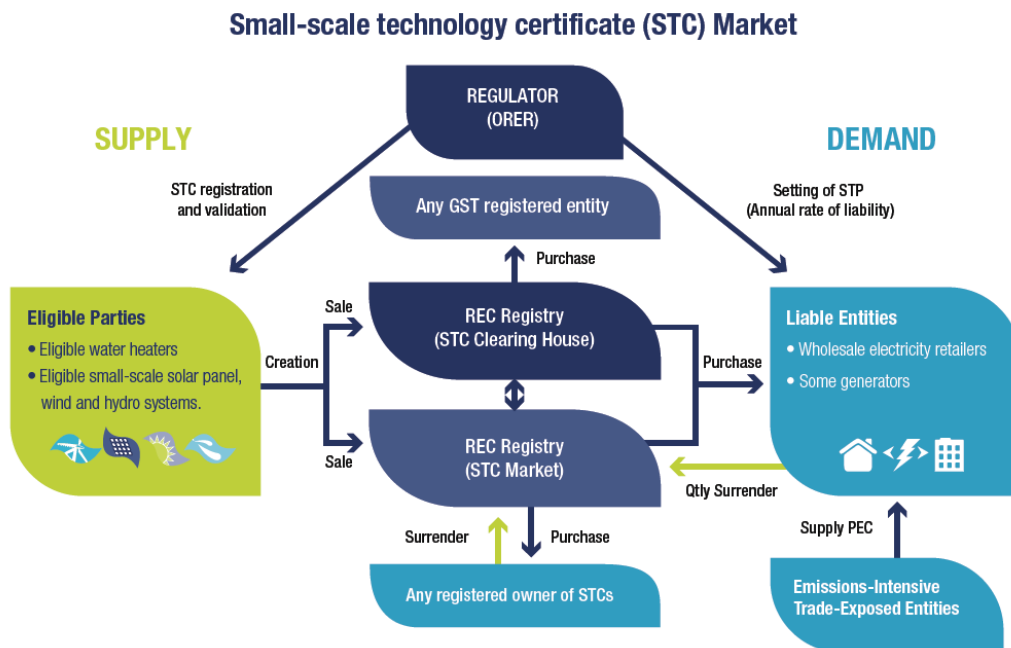 Small-scale technology certificate (STC) Market
REGULATOR
(ORER)
SUPPLY
DEMAND
STC registration
and validation
Setting of STP
(Annual rate of liability)
Any GST registered entity
Purchase
Eligible Parties
• Eligible water heaters
• Eligible small-scale solar panel,
wind and hydro systems.
Creation
Sale
Sale
REC Registry
(STC Clearing House)
REC Registry
(STC Market)
Purchase
Liable Entities
• Wholesale electricity retailers
• Some generators
Qtly Surrender
Surrender
Purchase
Supply PEC
Any registered owner of STCs
Emissions-Intensive
Trade-Exposed Entities